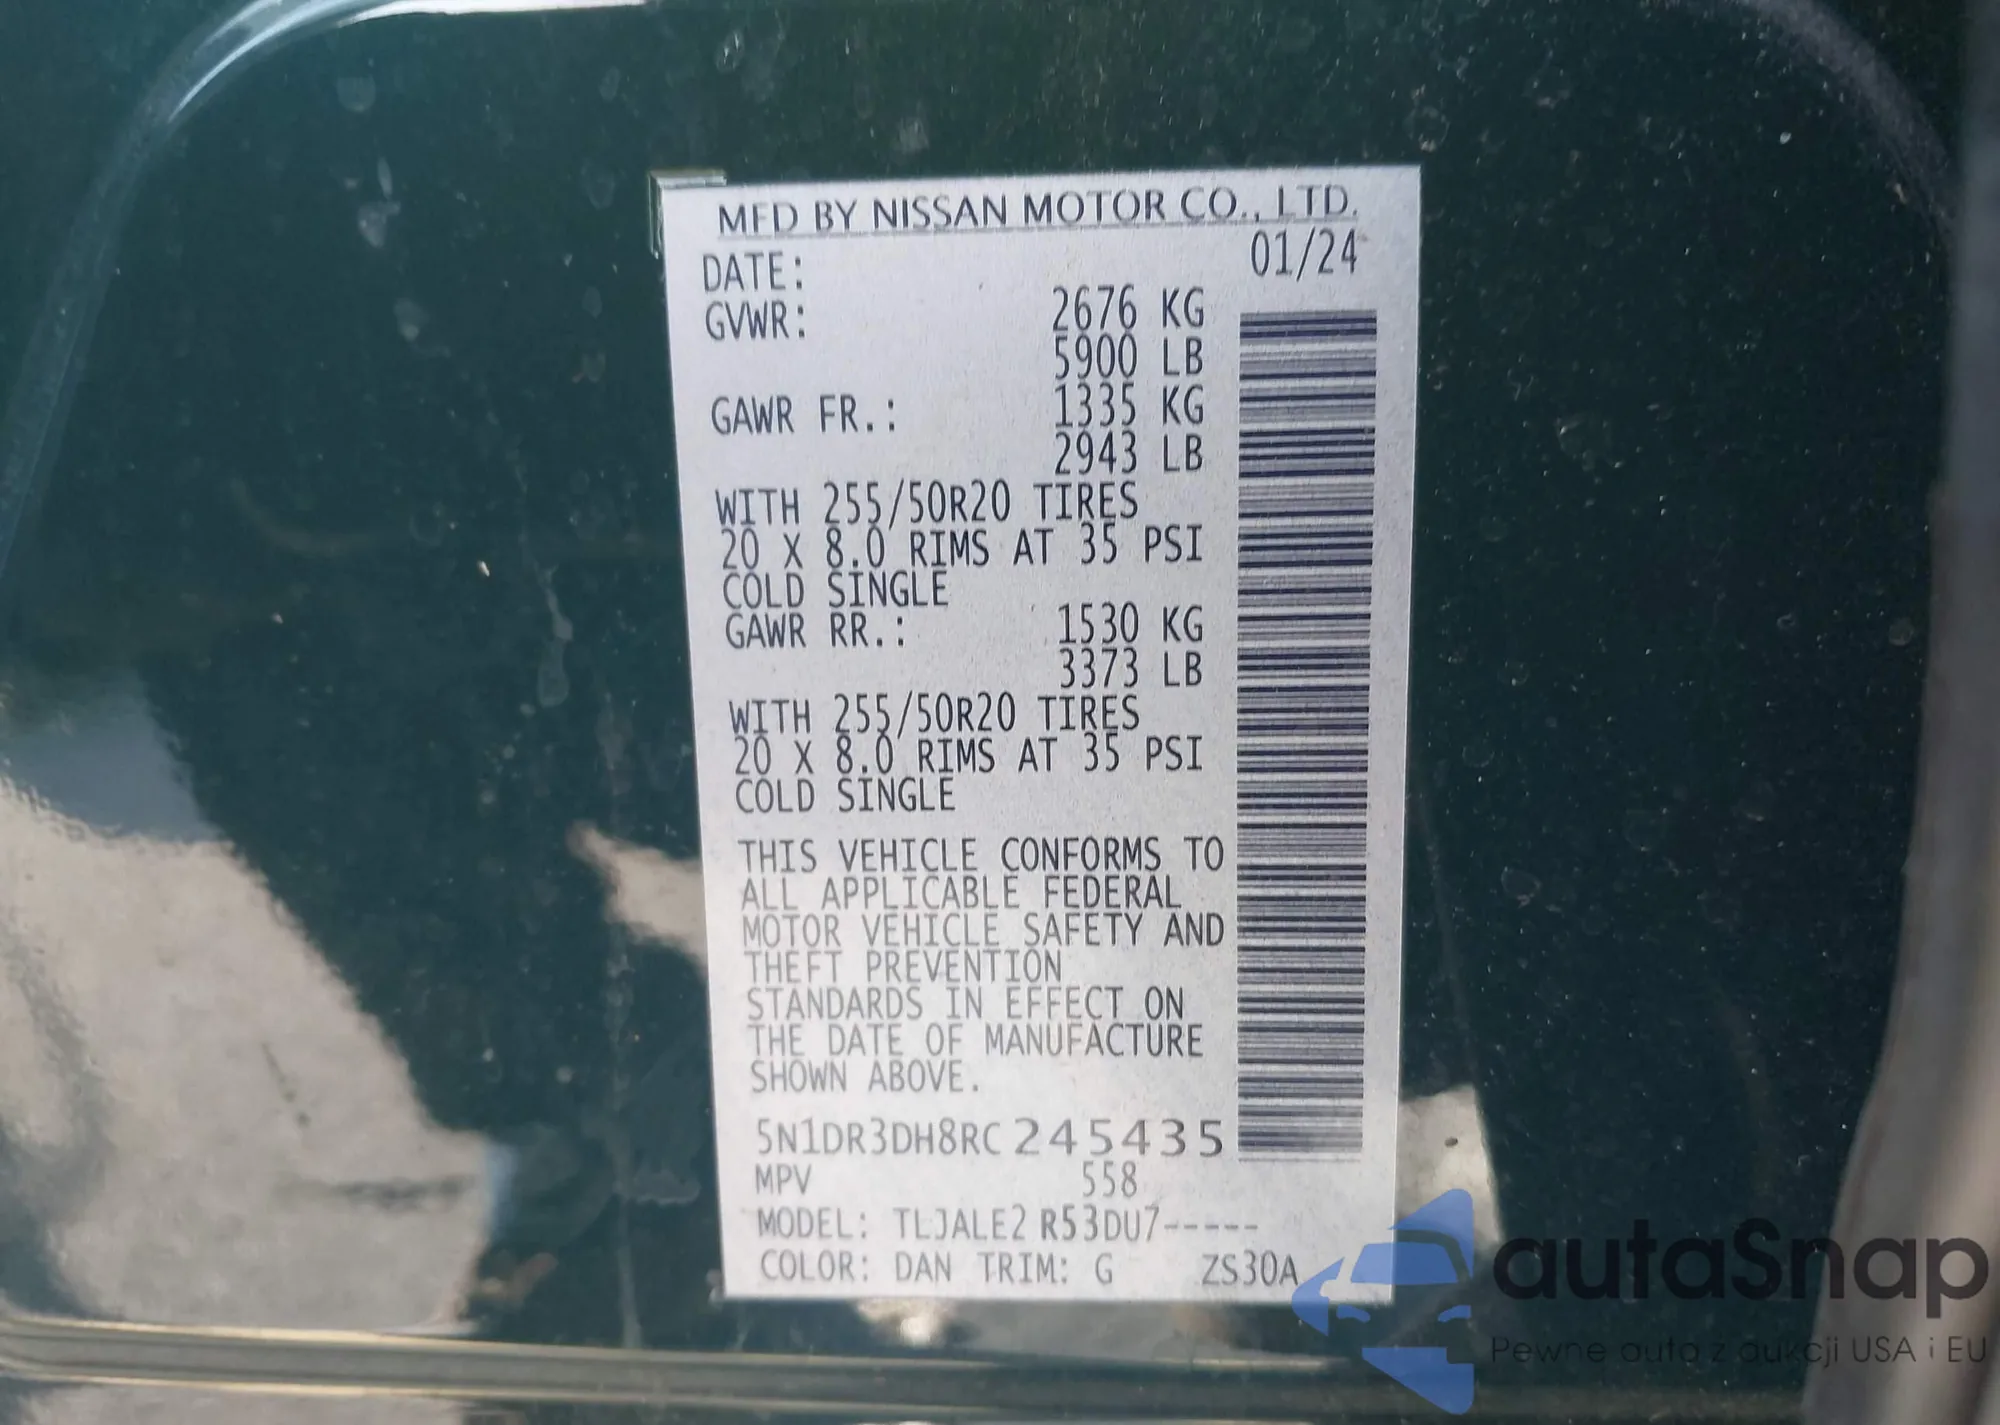 MFD BY NISSAN MOTOR CO., LTD.
DATE: 01/24
GVWR: 2676 KG
5900 LB
GAWR FR.: 1335 KG
2943 LB
WITH 255/50R20 TIRES
20 X 8.0 RIMS AT 35 PSI
COLD SINGLE
GAWR RR.: 1530 KG
3373 LB
WITH 255/50R20 TIRES
20 X 8.0 RIMS AT 35 PSI
COLD SINGLE
THIS VEHICLE CONFORMS TO
ALL APPLICABLE FEDERAL
MOTOR VEHICLE SAFETY AND
THEFT PREVENTION
STANDARDS IN EFFECT ON
THE DATE OF MANUFACTURE
SHOWN ABOVE.
5N1DR3DH8RC245435
MPV 558
MODEL: TLJALE2 R53DU7-----
COLOR: DAN TRIM: G ZS30A
autaSnap
Pewne auta z aukcji USA i EU